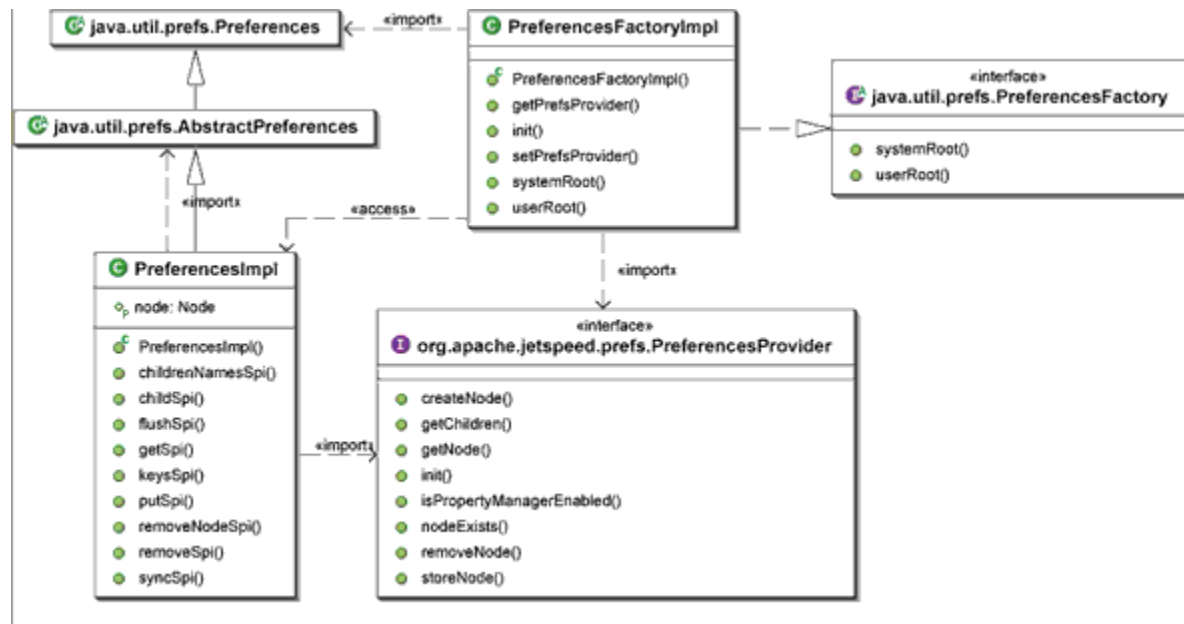 java.util.prefs.Preferences
«import»
PreferencesFactoryImpl
PreferencesFactoryImpl()
getPrefsProvider()
init()
setPrefsProvider()
systemRoot()
userRoot()
«interface»
java.util.prefs.PreferencesFactory
systemRoot()
userRoot()
java.util.prefs.AbstractPreferences
«import»
«access»
«import»
PreferencesImpl
node: Node
PreferencesImpl()
childrenNamesSpi()
childSpi()
flushSpi()
getSpi()
keysSpi()
putSpi()
removeNodeSpi()
removeSpi()
syncSpi()
«import»
«interface»
org.apache.jetspeed.prefs.PreferencesProvider
createNode()
getChildren()
getNode()
init()
isPropertyManagerEnabled()
nodeExists()
removeNode()
storeNode()